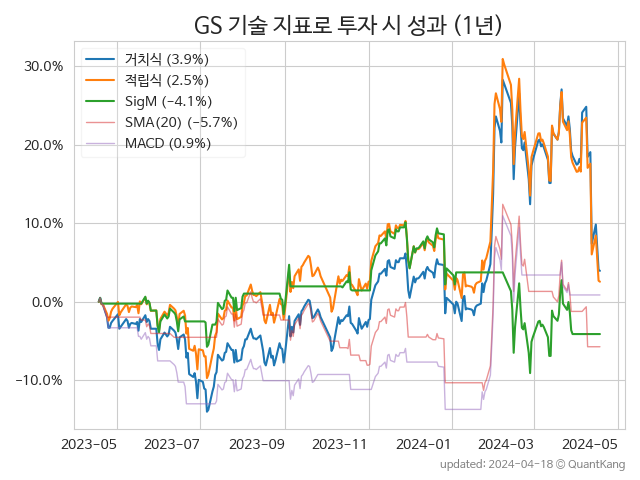 GS 기술 지표로 투자 시 성과 (1년)
거치식 (3.9%)
적립식 (2.5%)
SigM (−4.1%)
SMA(20) (−5.7%)
MACD (0.9%)
30.0%
20.0%
10.0%
0.0%
−10.0%
2023-05 2023-07 2023-09 2023-11 2024-01 2024-03 2024-05
updated: 2024-04-18 © QuantKang